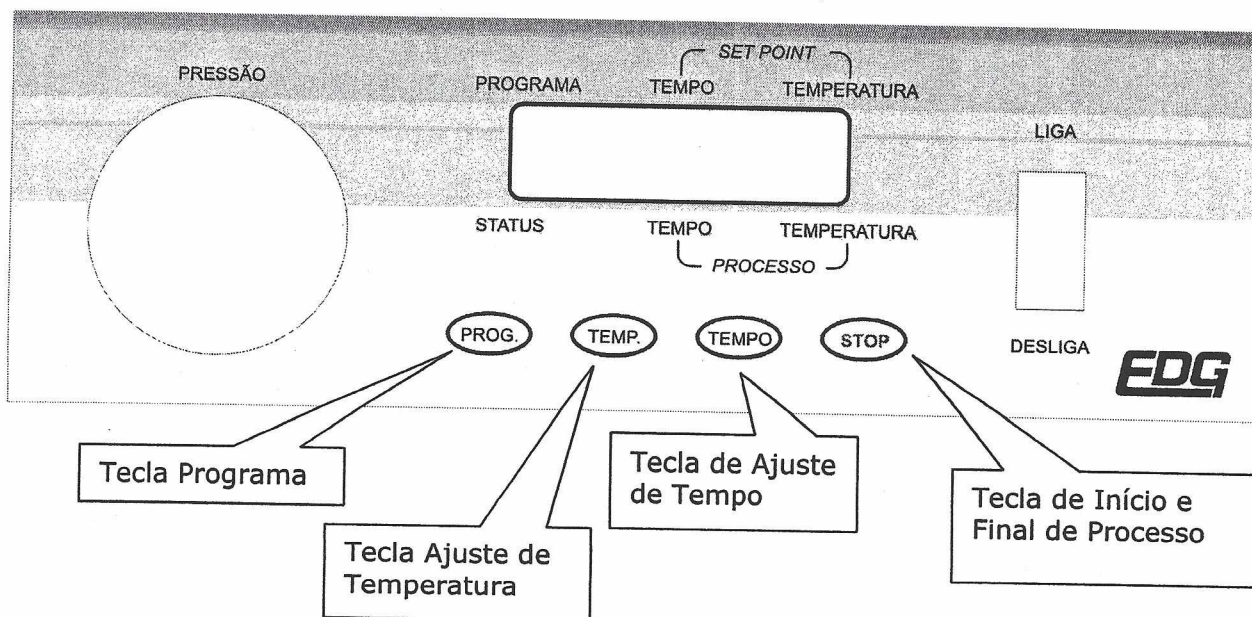 SET POINT
PRESSÃO
PROGRAMA TEMPO TEMPERATURA
LIGA
STATUS TEMPO TEMPERATURA
PROCESSO
PROG. TEMP. TEMPO STOP
DESLIGA
EDG
Tecla Programa
Tecla Ajuste de
Temperatura
Tecla de Ajuste
de Tempo
Tecla de Início e
Final de Processo